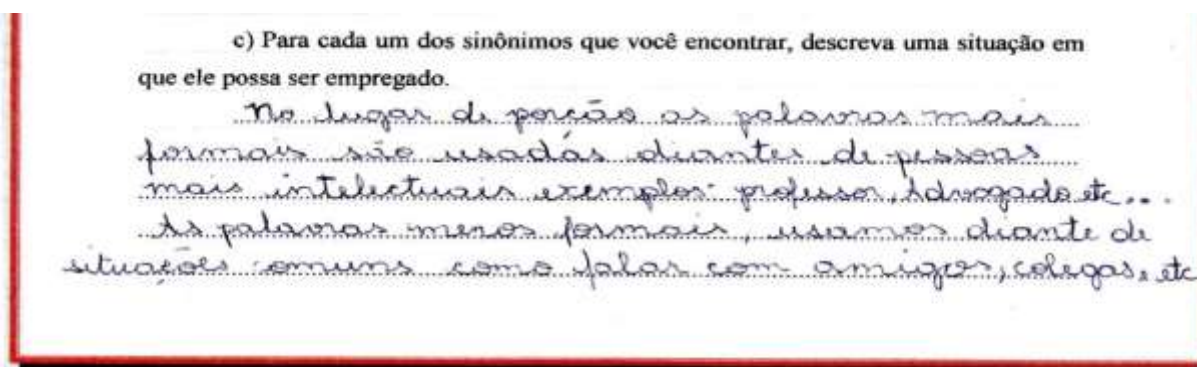 c) Para cada um dos sinônimos que você encontrar, descreva uma situação em
que ele possa ser empregado.
No lugar de porção as palavras mais
formais são usadas diantes de pessoas
mais intelectuais exemplos: professor, Advogado etc...
As palavras menos formais, usamos diante de
situações comuns como falar com amigos, colegas, etc